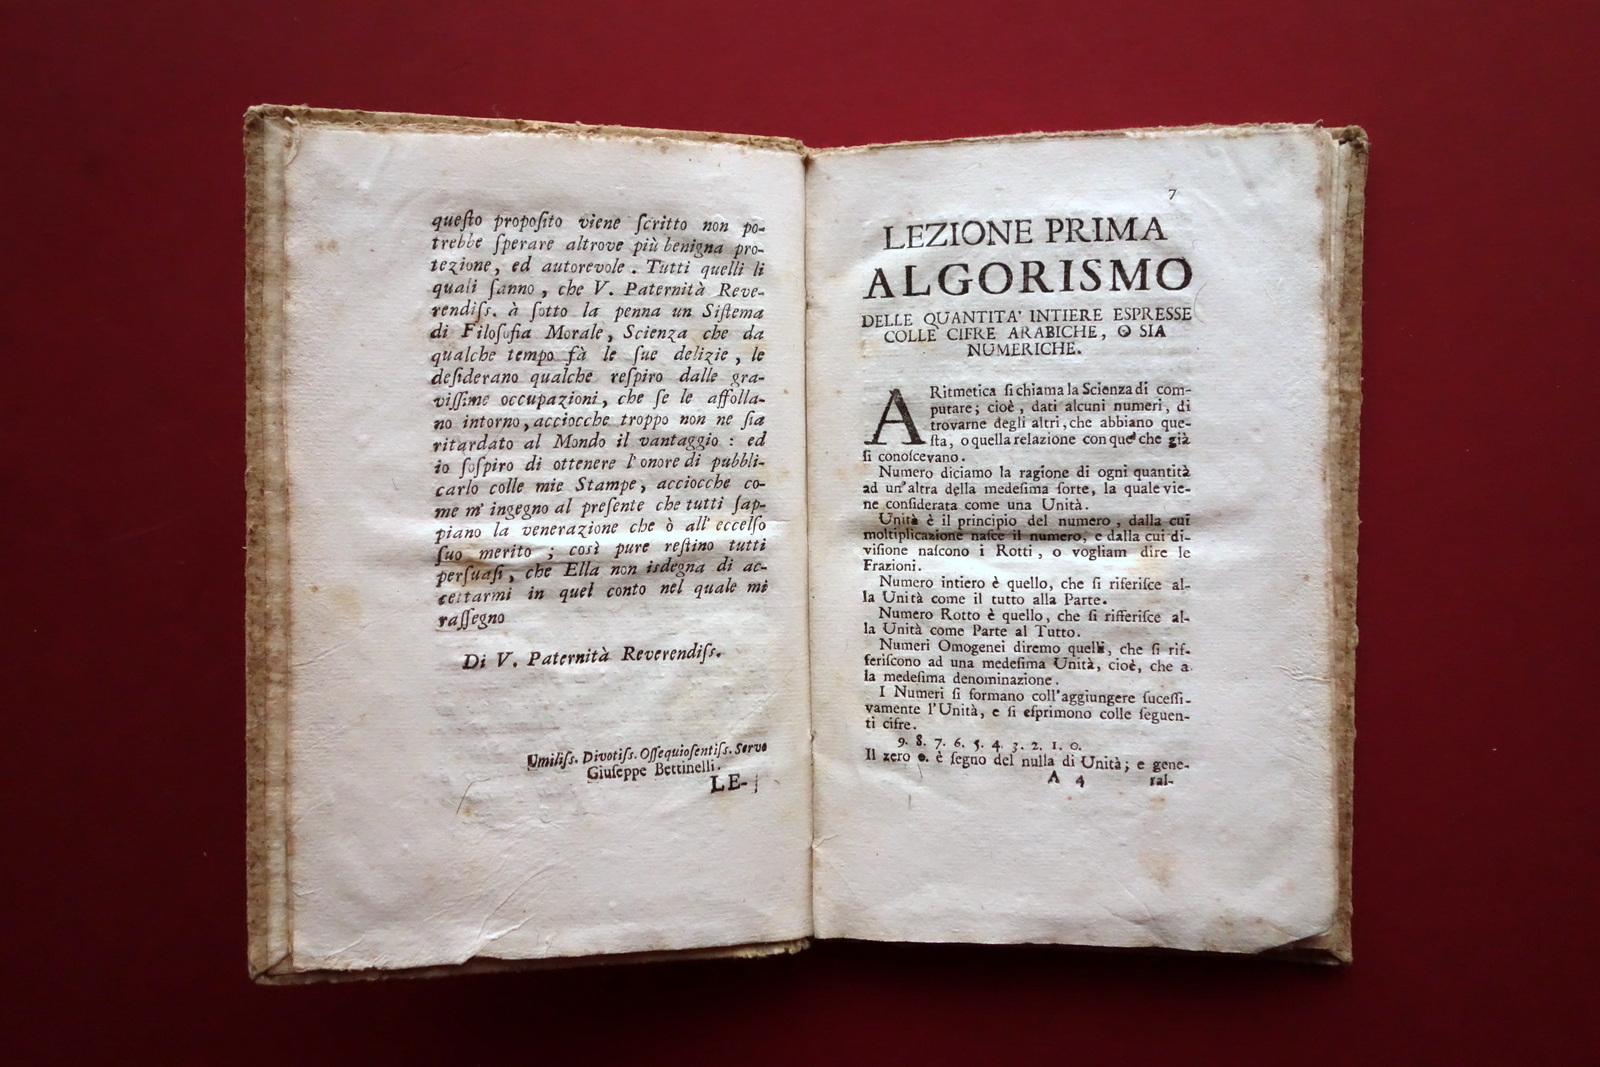 queſto propoſito viene ſcritto non po-
trebbe ſperare altrove più benigna pro-
tezione, ed autorevole. Tutti quelli li
quali ſanno, che V. Paternità Reve-
rendiſs. à ſotto la penna un Siſtema
di Filoſofia Morale, Scienza che da
qualche tempo fà le ſue delizie, le
deſiderano qualche reſpiro dalle gra-
viſſime occupazioni, che ſe le affolla-
no intorno, acciocche troppo non ne ſia
ritardato al Mondo il vantaggio: ed
io ſoſpiro di ottenere l'onore di pubbli-
carlo colle mie Stampe, acciocche co-
me m'ingegno al preſente che tutti ſap-
piano la venerazione che ò all'eccelſo
ſuo merito; così pure reſtino tutti
perſuaſi, che Ella non isdegna di ac-
cettarmi in quel conto nel quale mi
raſſegno
Di V. Paternità Reverendiſs.
Umiliſs. Divotiſs. Oſſequioſentiſs. Servo
Giuſeppe Bettinelli.
LE-
7
LEZIONE PRIMA
ALGORISMO
DELLE QUANTITA' INTIERE ESPRESSE
COLLE CIFRE ARABICHE, O SIA
NUMERICHE.
ARitmetica ſi chiama la Scienza di com-
putare; cioè, dati alcuni numeri, di
trovarne degli altri, che abbiano que-
ſta, o quella relazione con que' che già
ſi conoſcevano.
Numero diciamo la ragione di ogni quantità
ad un'altra della medeſima ſorte, la quale vie-
ne conſiderata come una Unità.
Unità è il principio del numero, dalla cui
moltiplicazione naſce il numero, e dalla cui di-
viſione naſcono i Rotti, o vogliam dire le
Frazioni.
Numero intiero è quello, che ſi riferiſce al-
la Unità come il tutto alla Parte.
Numero Rotto è quello, che ſi rifferiſce al-
la Unità come Parte al Tutto.
Numeri Omogenei diremo quelli, che ſi rif-
feriſcono ad una medeſima Unità, cioè, che a
la medeſima denominazione.
I Numeri ſi formano coll'aggiungere ſucceſſi-
vamente l'Unità, e ſi eſprimono colle ſeguen-
ti cifre.
9. 8. 7. 6. 5. 4. 3. 2. 1. 0.
Il zero 0. è ſegno del nulla di Unità; e gene-
A 4 ral-